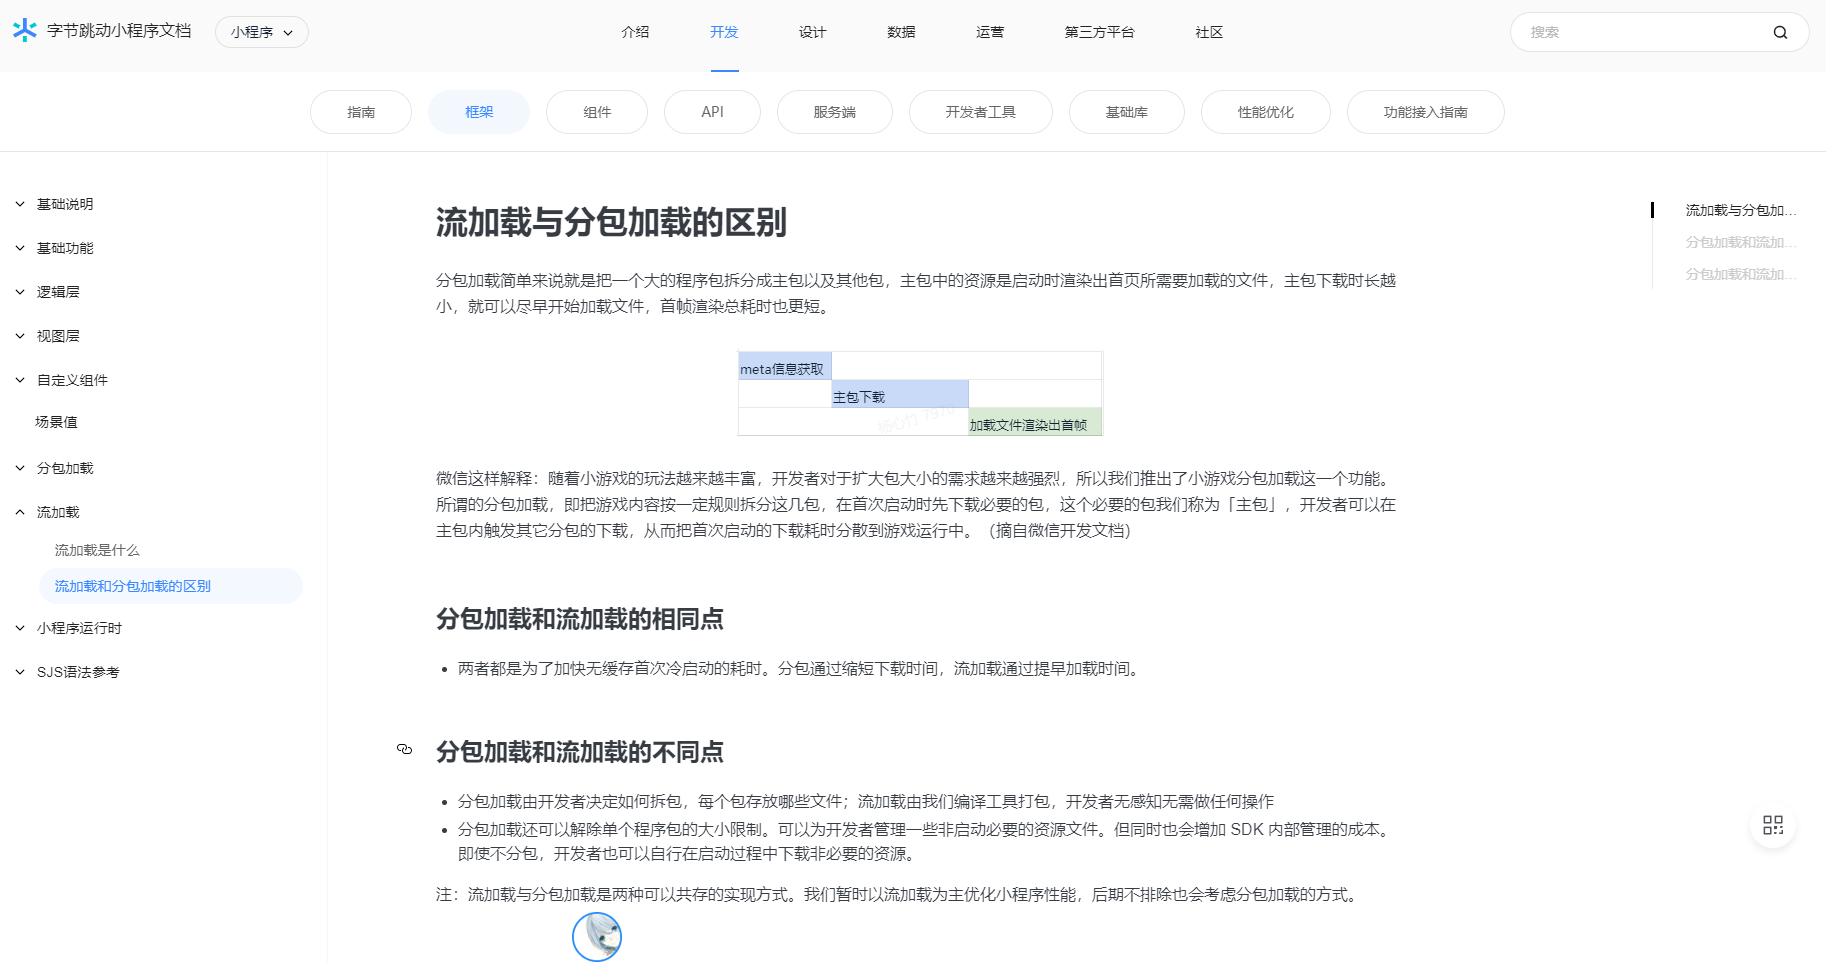 字节跳动小程序文档
小程序
介绍
开发
设计
数据
运营
第三方平台
社区
搜索
指南
框架
组件
API
服务端
开发者工具
基础库
性能优化
功能接入指南
基础说明
基础功能
逻辑层
视图层
自定义组件
场景值
分包加载
流加载
流加载是什么
流加载和分包加载的区别
小程序运行时
SJS语法参考
流加载与分包加载的区别
分包加载简单来说就是把一个大的程序包拆分成主包以及其他包，主包中的资源是启动时渲染出首页所需要加载的文件，主包下载时长越
小，就可以尽早开始加载文件，首帧渲染总耗时也更短。
meta信息获取
主包下载
杨心竹 7970
加载文件渲染出首帧
微信这样解释：随着小游戏的玩法越来越丰富，开发者对于扩大包大小的需求越来越强烈，所以我们推出了小游戏分包加载这一个功能。
所谓的分包加载，即把游戏内容按一定规则拆分这几包，在首次启动时先下载必要的包，这个必要的包我们称为「主包」，开发者可以在
主包内触发其它分包的下载，从而把首次启动的下载耗时分散到游戏运行中。（摘自微信开发文档）
分包加载和流加载的相同点
两者都是为了加快无缓存首次冷启动的耗时。分包通过缩短下载时间，流加载通过提早加载时间。
分包加载和流加载的不同点
分包加载由开发者决定如何拆包，每个包存放哪些文件；流加载由我们编译工具打包，开发者无感知无需做任何操作
分包加载还可以解除单个程序包的大小限制。可以为开发者管理一些非启动必要的资源文件。但同时也会增加 SDK 内部管理的成本。
即使不分包，开发者也可以自行在启动过程中下载非必要的资源。
注：流加载与分包加载是两种可以共存的实现方式。我们暂时以流加载为主优化小程序性能，后期不排除也会考虑分包加载的方式。
流加载与分包加...
分包加载和流加...
分包加载和流加...